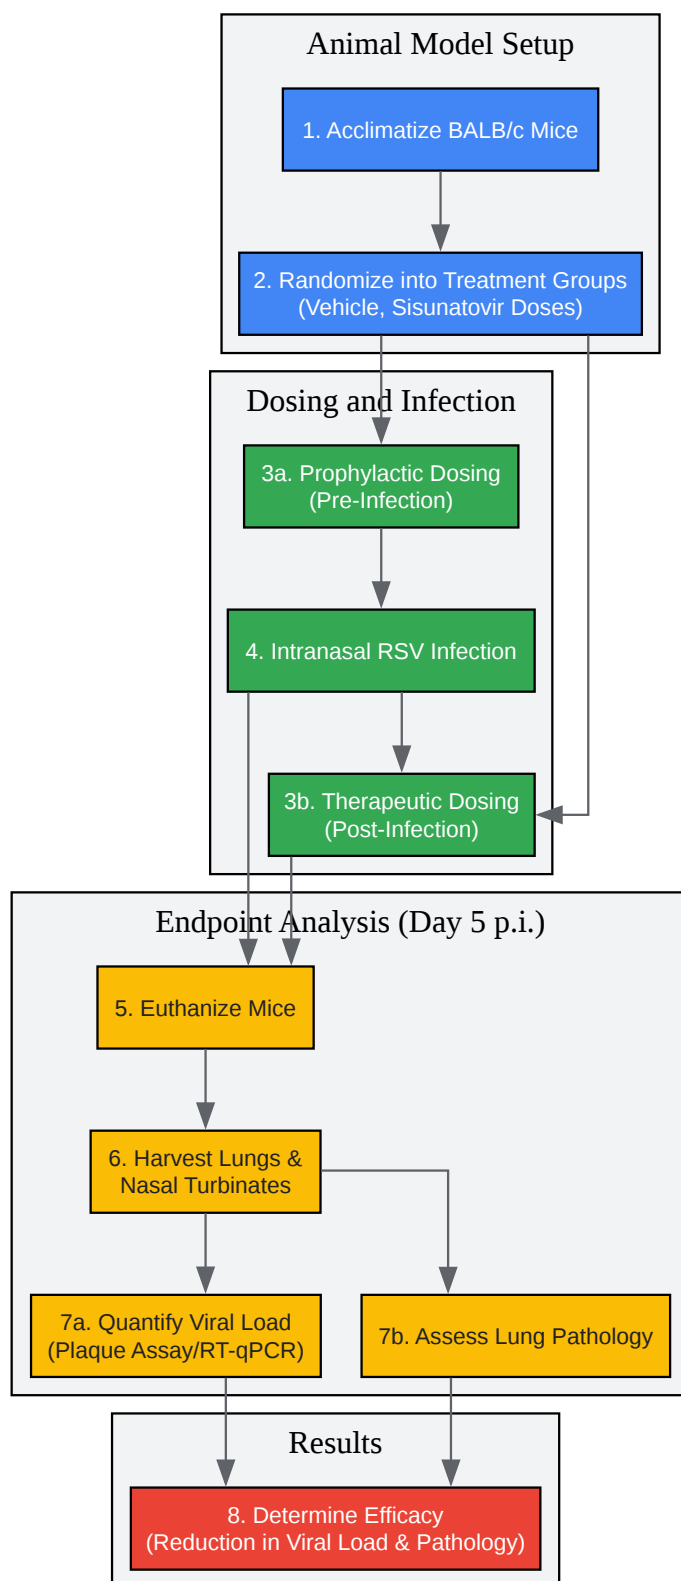 Animal Model Setup
1. Acclimatize BALB/c Mice
2. Randomize into Treatment Groups
(Vehicle, Sisunatovir Doses)
Dosing and Infection
3a. Prophylactic Dosing
(Pre-Infection)
4. Intranasal RSV Infection
3b. Therapeutic Dosing
(Post-Infection)
Endpoint Analysis (Day 5 p.i.)
5. Euthanize Mice
6. Harvest Lungs &
Nasal Turbinates
7a. Quantify Viral Load
(Plaque Assay/RT-qPCR)
7b. Assess Lung Pathology
Results
8. Determine Efficacy
(Reduction in Viral Load & Pathology)